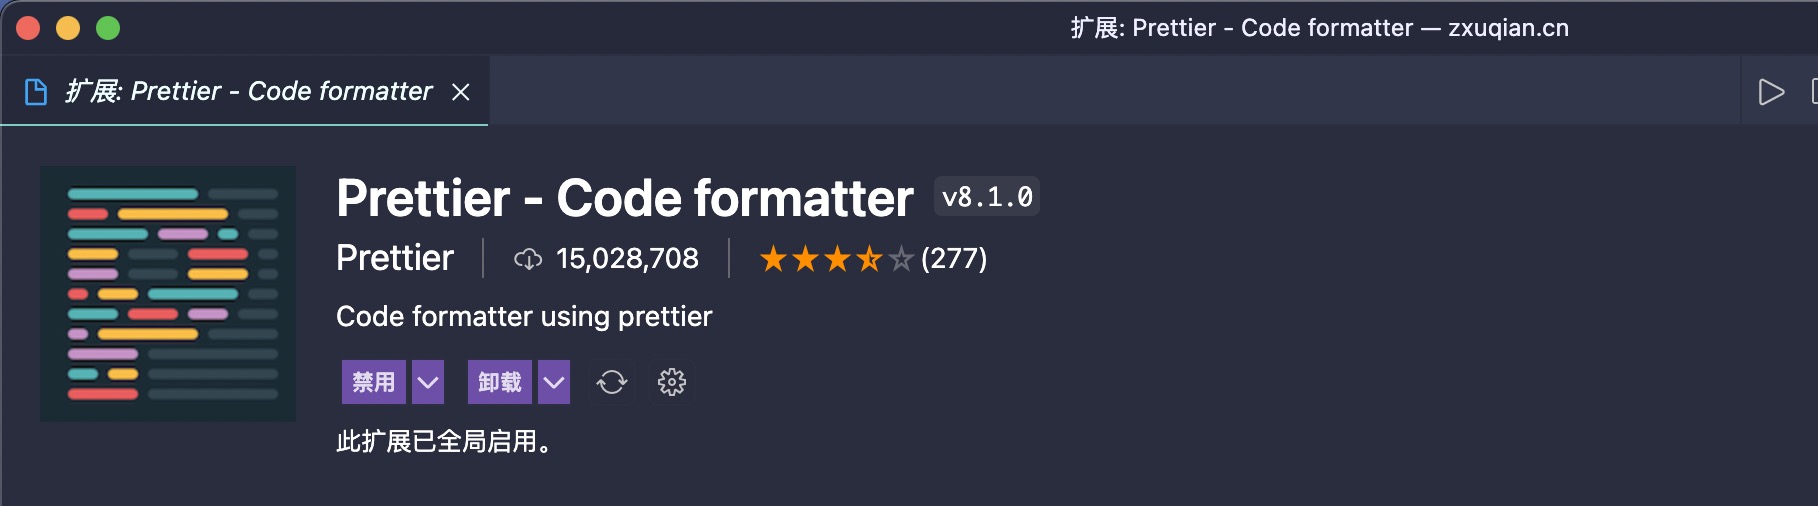 扩展: Prettier - Code formatter — zxuqian.cn
扩展: Prettier - Code formatter
Prettier - Code formatter v8.1.0
Prettier 15,028,708 (277)
Code formatter using prettier
禁用 卸载
此扩展已全局启用。